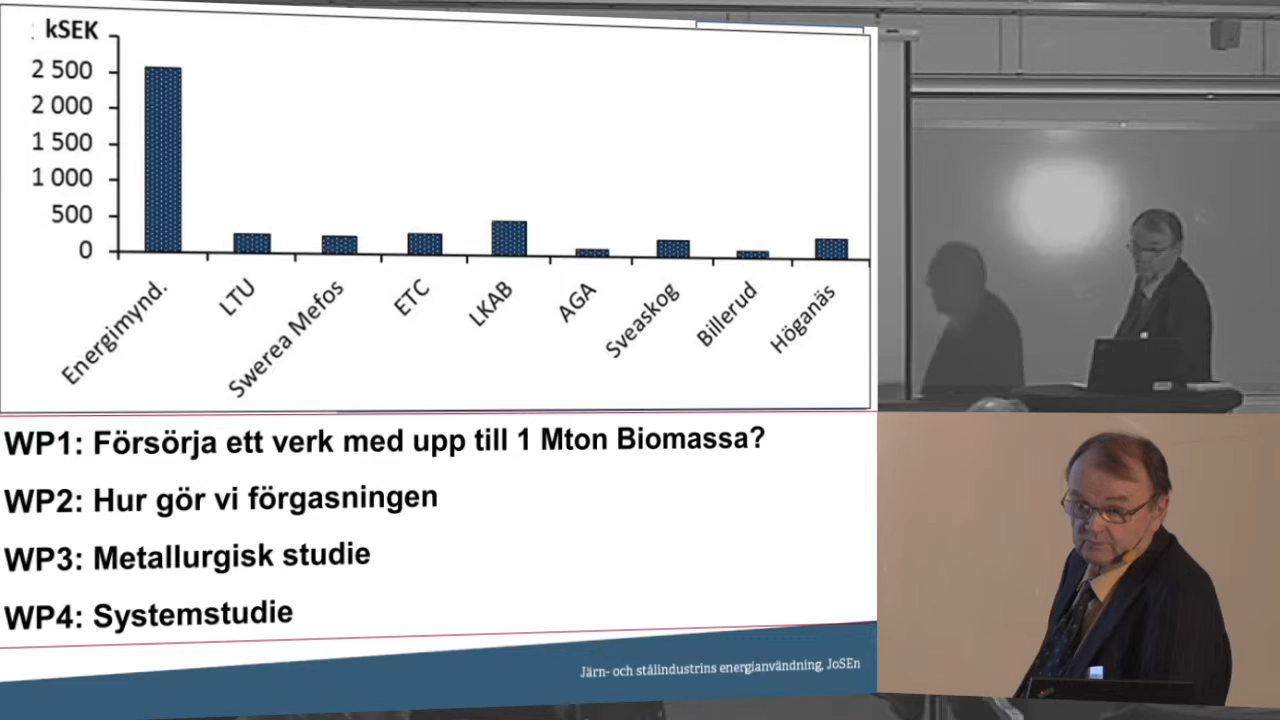 kSEK
2 500
2 000
1 500
1 000
500
0
Energimynd.
LTU
Swerea Mefos
ETC
LKAB
AGA
Sveaskog
Billerud
Höganäs
WP1: Försörja ett verk med upp till 1 Mton Biomassa?
WP2: Hur gör vi förgasningen
WP3: Metallurgisk studie
WP4: Systemstudie
Järn- och stålindustrins energianvändning, JoSEn